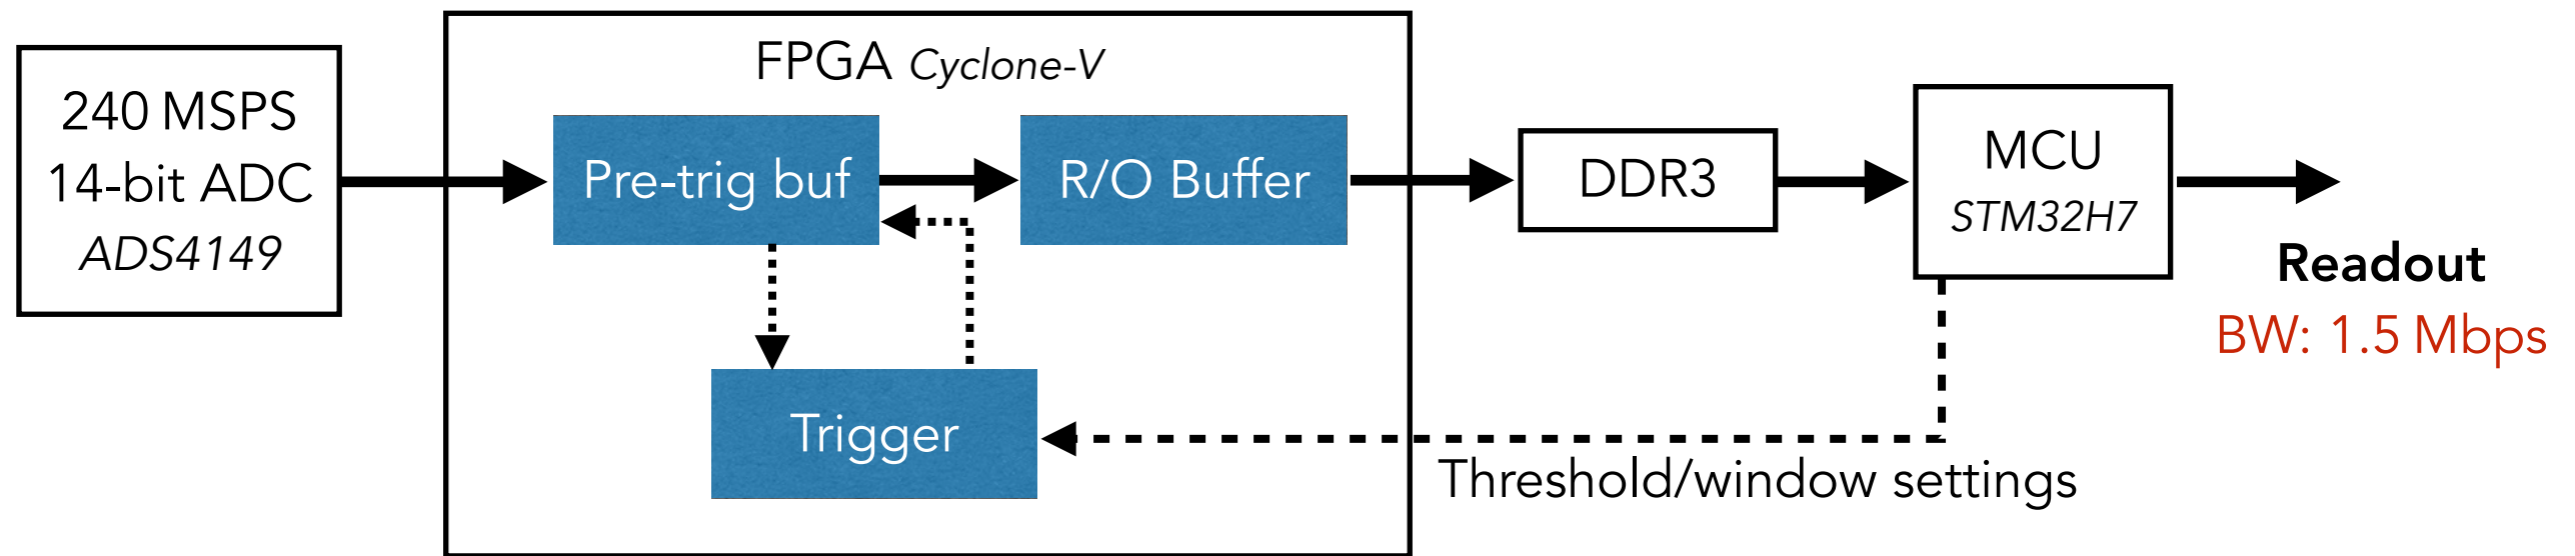 240 MSPS
14-bit ADC
ADS4149
FPGA Cyclone-V
Pre-trig buf
R/O Buffer
Trigger
DDR3
MCU
STM32H7
Readout
BW: 1.5 Mbps
Threshold/window settings